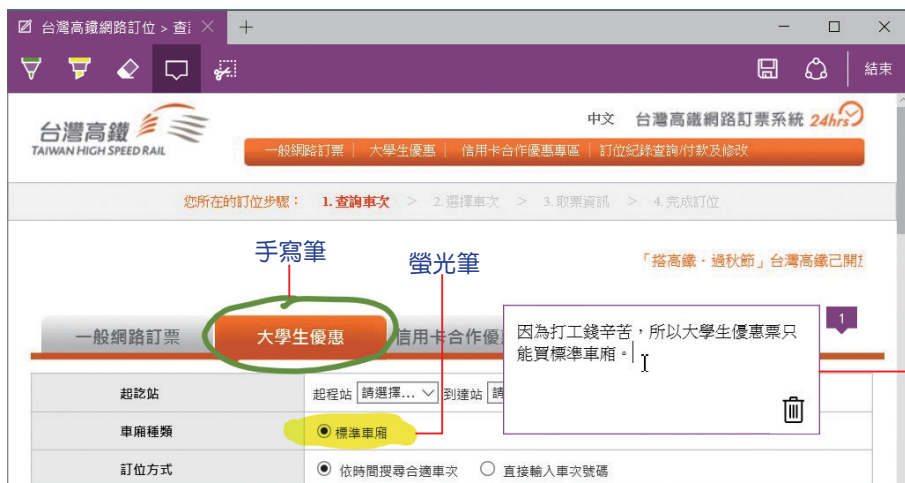 台灣高鐵網路訂位 > 查
結束
台灣高鐵
TAIWAN HIGH SPEED RAIL
中文 台灣高鐵網路訂票系統 24hrs
一般網路訂票 | 大學生優惠 | 信用卡合作優惠專區 | 訂位紀錄查詢/付款及修改
您所在的訂位步驟： 1.查詢車次 > 2.選擇車次 > 3.取票資訊 > 4.完成訂位
手寫筆
螢光筆
「搭高鐵．過秋節」台灣高鐵已開放
一般網路訂票 大學生優惠 信用卡合作優
1
因為打工錢辛苦，所以大學生優惠票只
能買標準車廂。
起訖站 起程站 請選擇... 到達站 請
車廂種類 標準車廂
訂位方式 依時間搜尋合適車次 直接輸入車次號碼